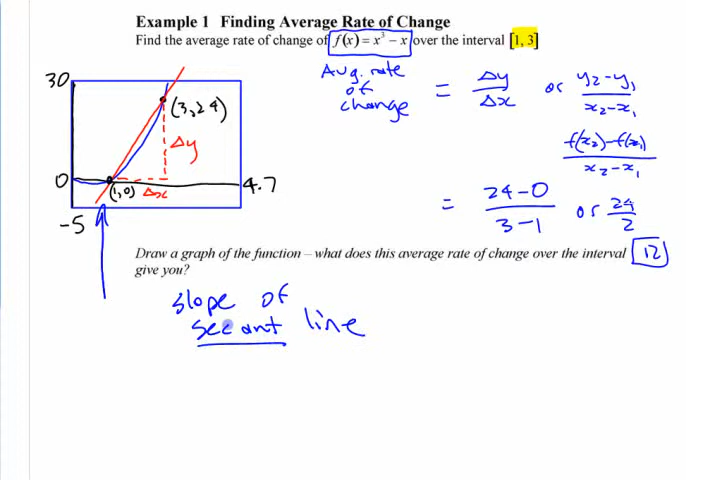 Example 1 Finding Average Rate of Change
Find the average rate of change of f(x) = x³ – x over the interval [1, 3]
Avg. rate of change = Δy/Δx or y₂-y₁/x₂-x₁
f(x₂)-f(x₁)/x₂-x₁
= 24-0/3-1 or 24/2
12
30
(3,24)
Δy
0
(1,0)
Δx
4.7
-5
Draw a graph of the function – what does this average rate of change over the interval
give you?
slope of
secant line